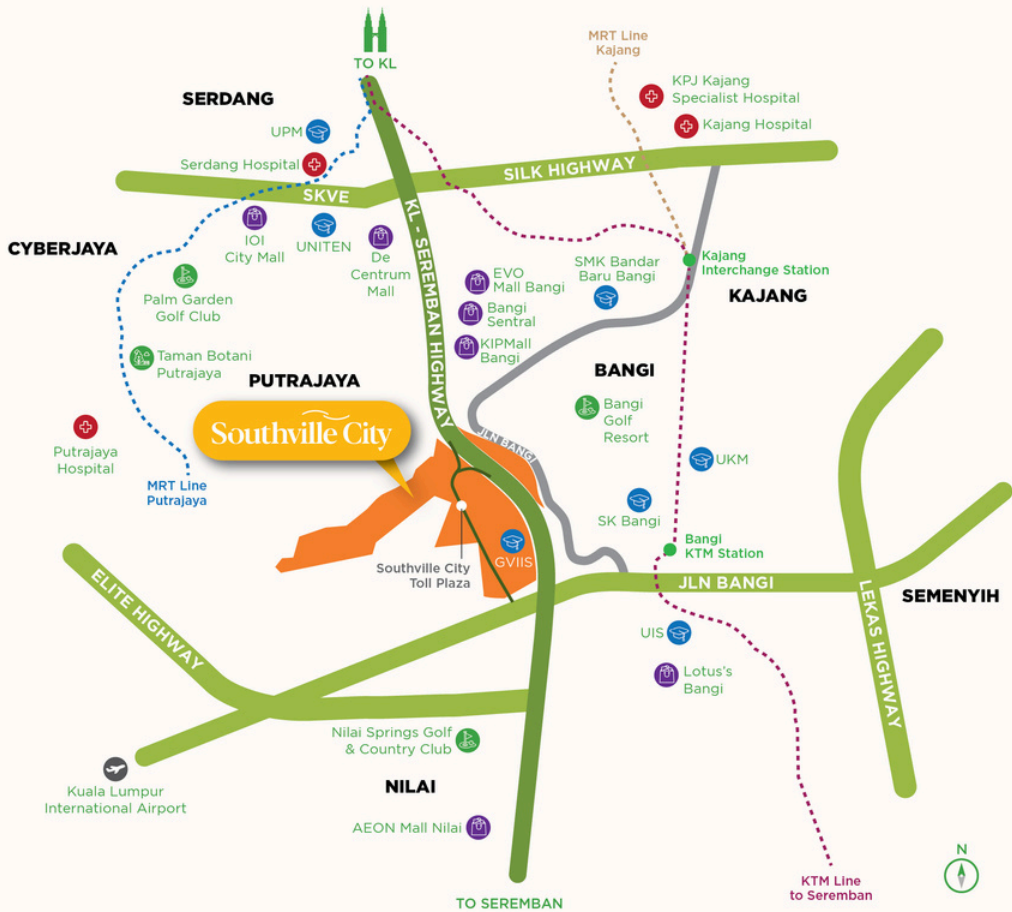 TO KL
MRT Line
Kajang
KPJ Kajang
Specialist Hospital
SERDANG
UPM
Kajang Hospital
Serdang Hospital
SILK HIGHWAY
SKVE
KL - SEREMBAN HIGHWAY
CYBERJAYA
IOI
City Mall
UNITEN
De
Centrum
Mall
SMK Bandar
Baru Bangi
Kajang
Interchange Station
EVO
Mall Bangi
KAJANG
Palm Garden
Golf Club
Bangi
Sentral
KIPMall
Bangi
Taman Botani
Putrajaya
PUTRAJAYA
BANGI
Bangi
Golf
Resort
Southville City
JLN BANGI
Putrajaya
Hospital
UKM
MRT Line
Putrajaya
SK Bangi
Bangi
KTM Station
GVIIS
Southville City
Toll Plaza
JLN BANGI
ELITE HIGHWAY
LEKAS HIGHWAY
SEMENYIH
UIS
Lotus's
Bangi
Nilai Springs Golf
& Country Club
Kuala Lumpur
International Airport
NILAI
AEON Mall Nilai
N
KTM Line
to Seremban
TO SEREMBAN